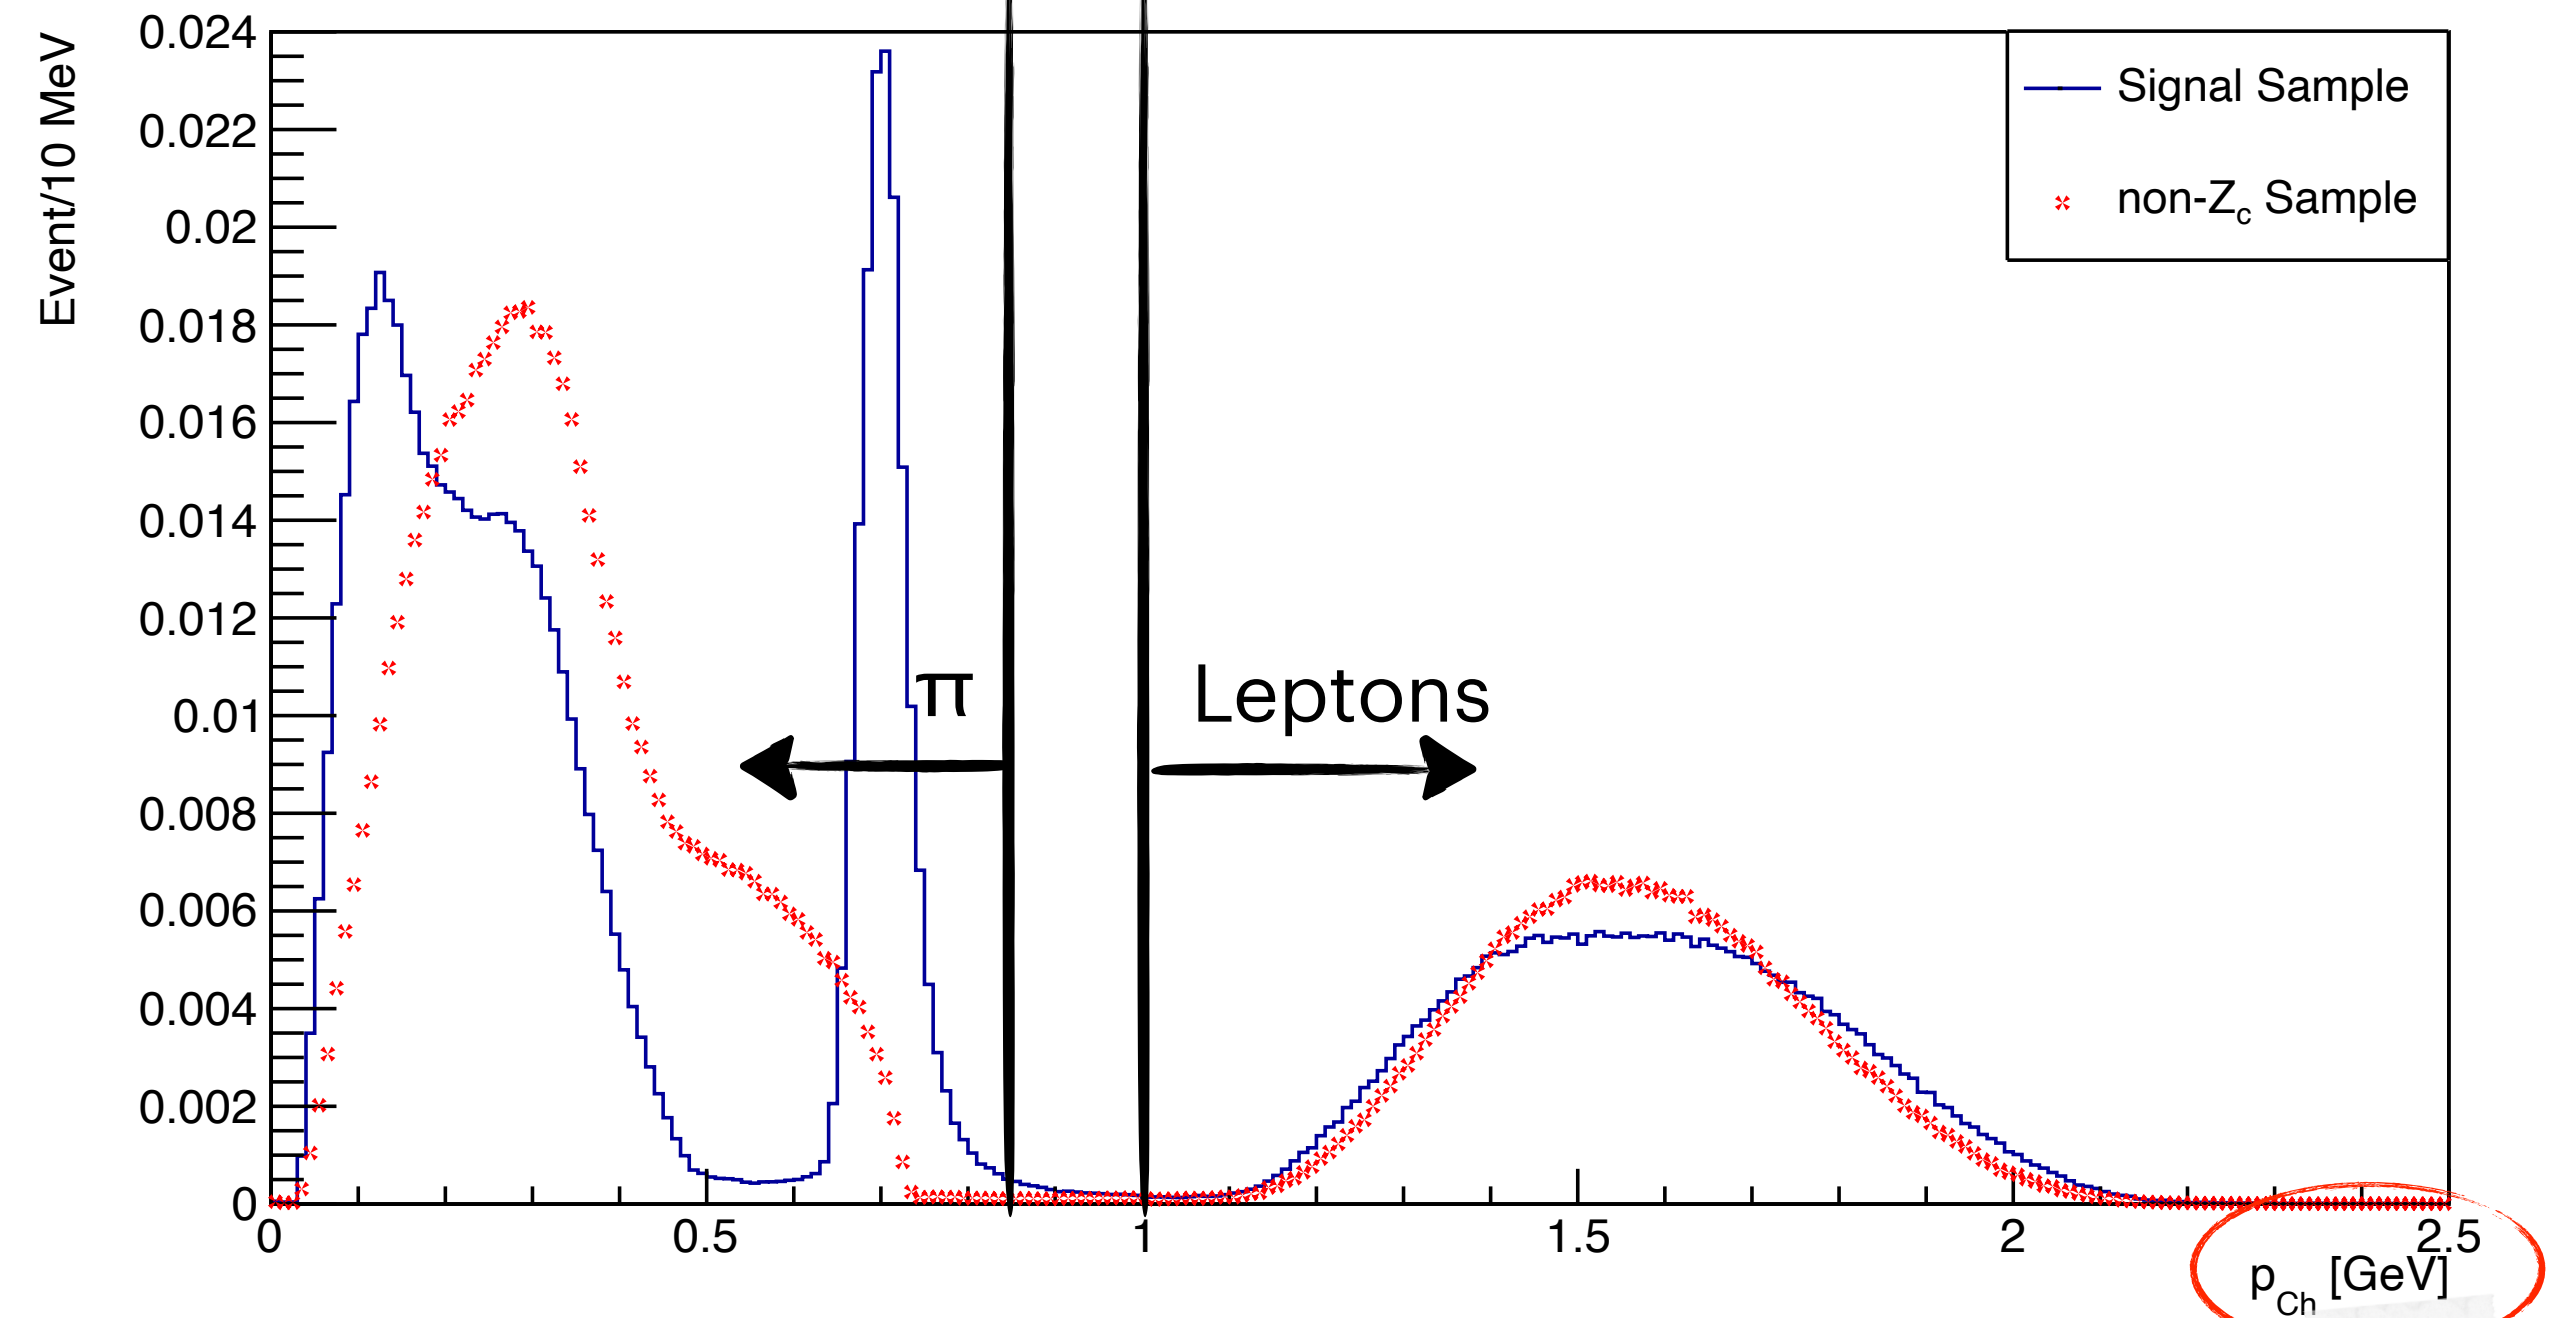 Event/10 MeV
0.024
0.022
0.02
0.018
0.016
0.014
0.012
0.01
0.008
0.006
0.004
0.002
0
Signal Sample
non-Zc Sample
π
Leptons
0 0.5 1 1.5 2 2.5
pCh [GeV]